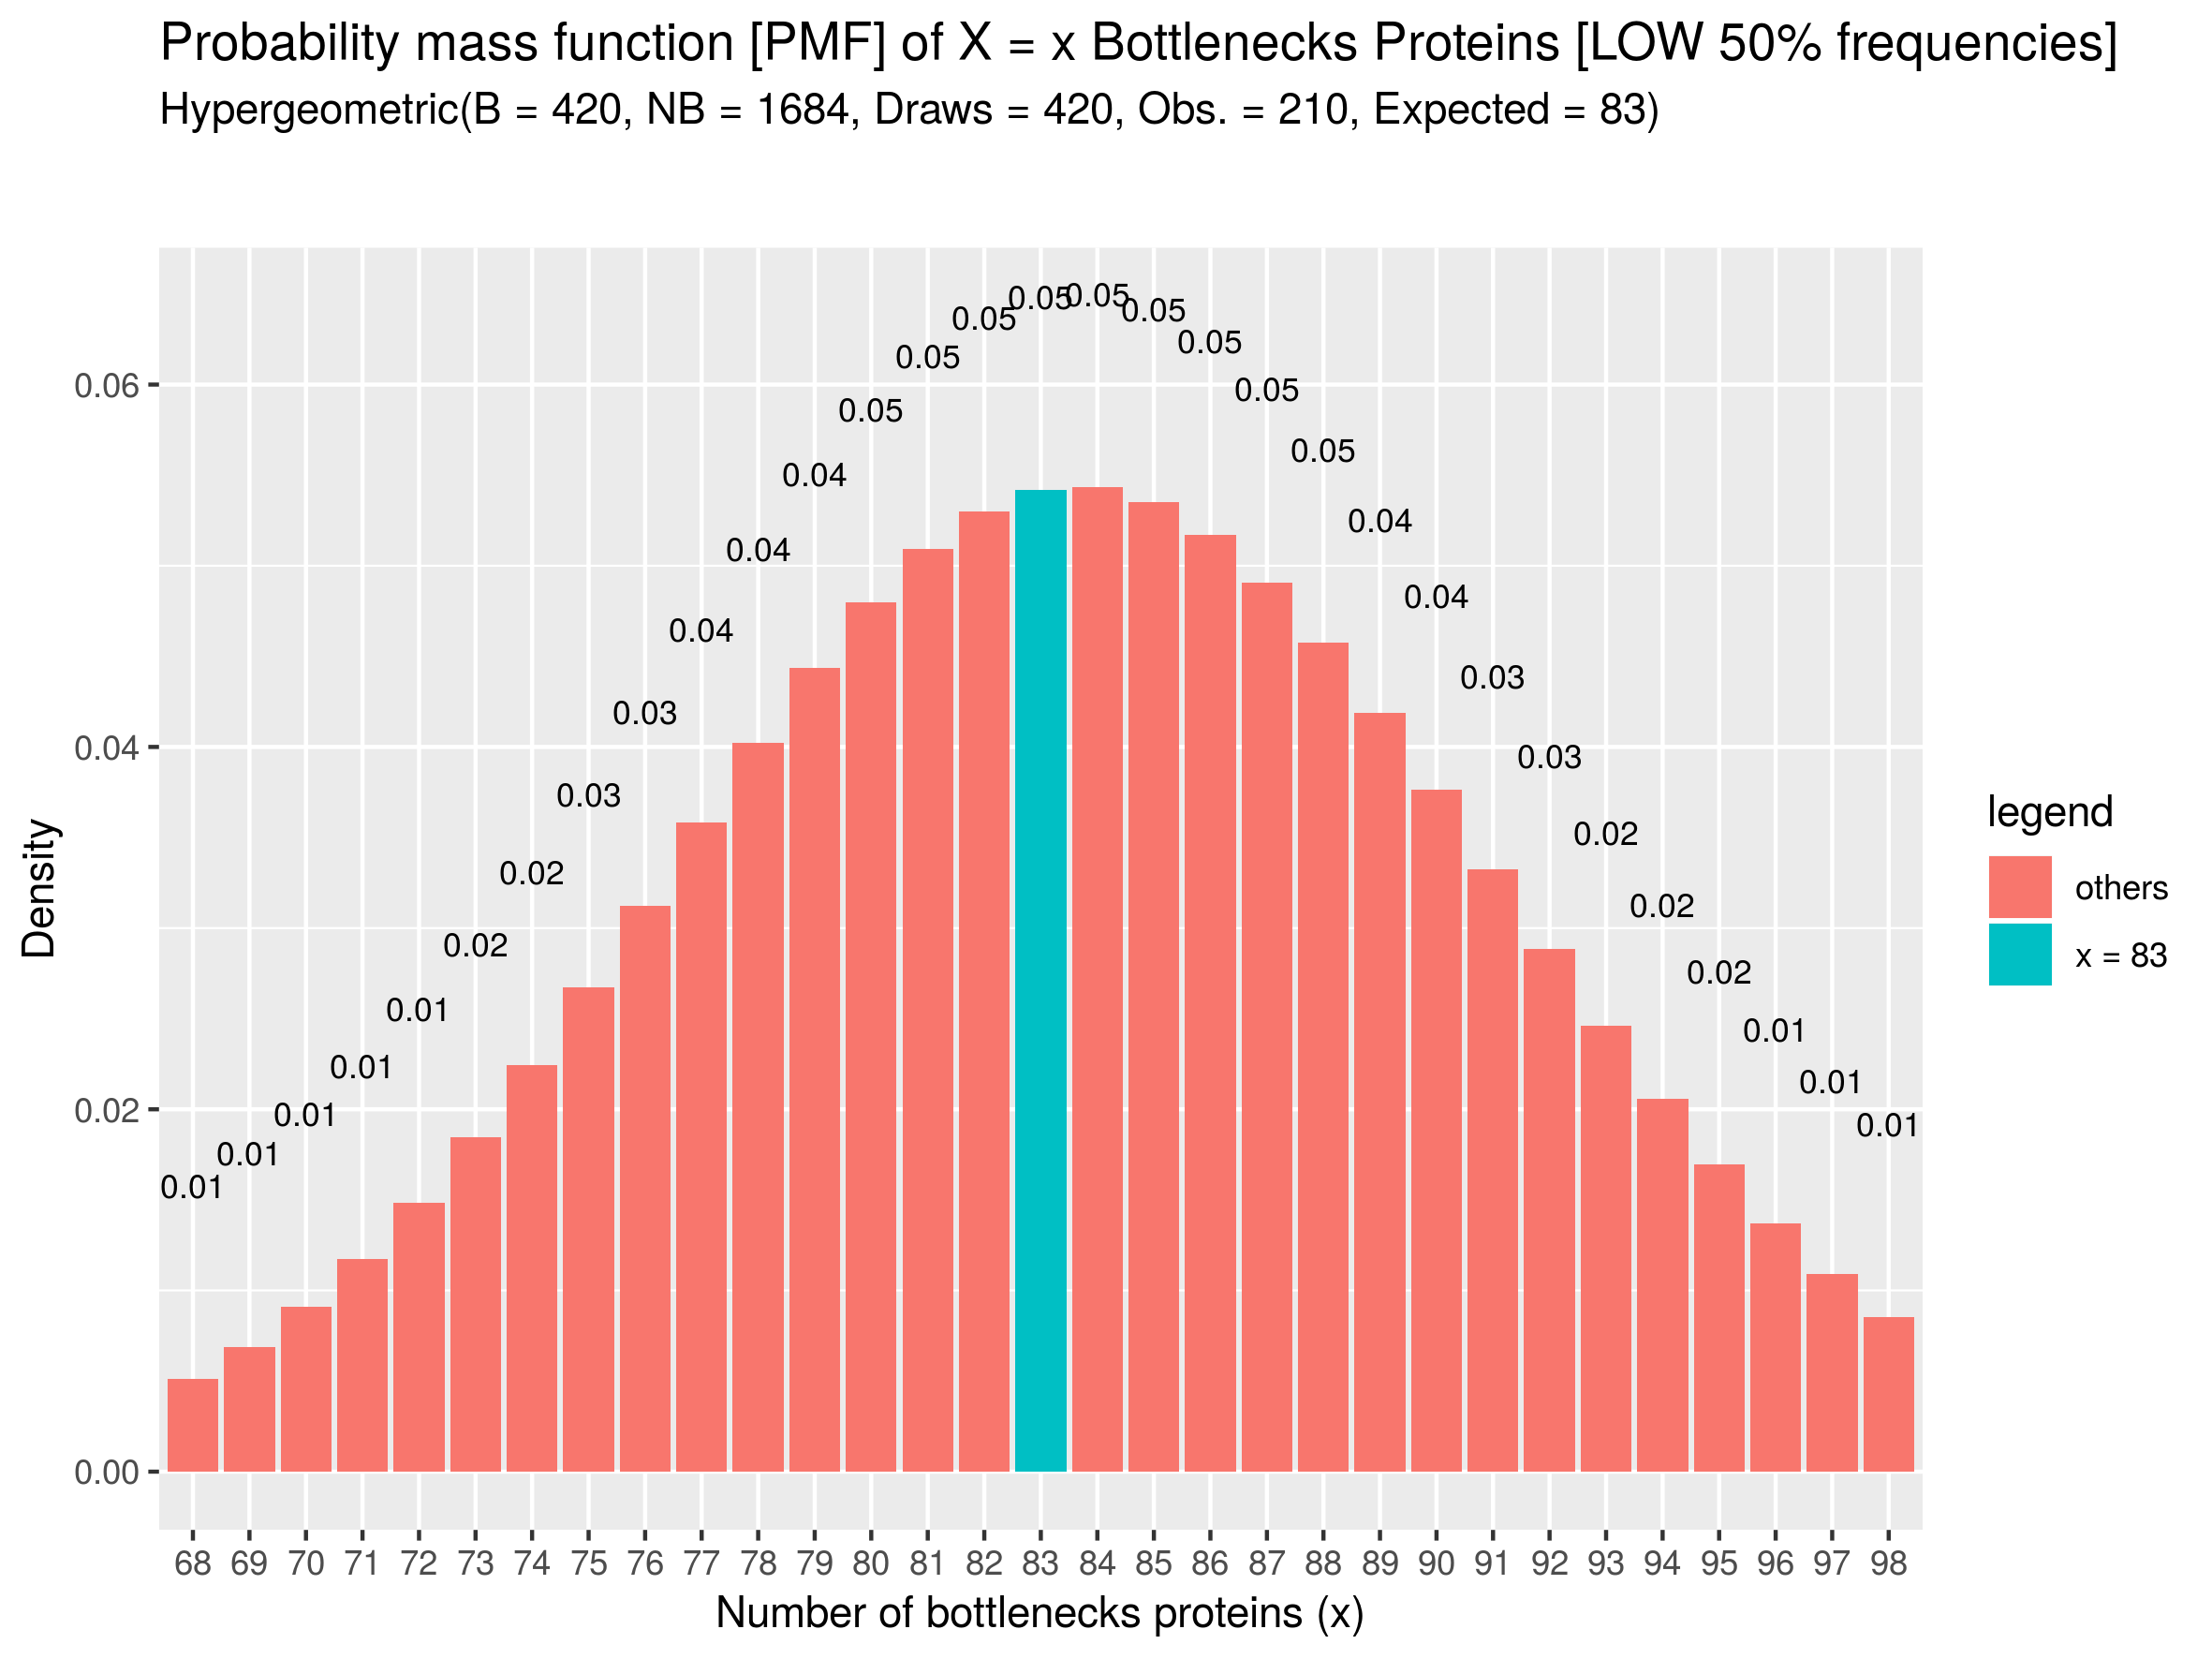 Probability mass function [PMF] of X = x Bottlenecks Proteins [LOW 50% frequencies]
Hypergeometric(B = 420, NB = 1684, Draws = 420, Obs. = 210, Expected = 83)
0.01 0.01 0.01 0.01 0.01 0.02 0.02 0.03 0.03 0.04 0.04 0.04 0.05 0.05 0.05 0.05 0.05 0.05 0.05 0.05 0.05 0.04 0.04 0.03 0.03 0.02 0.02 0.02 0.01 0.01 0.01
0.06
0.04
0.02
0.00
Density
68 69 70 71 72 73 74 75 76 77 78 79 80 81 82 83 84 85 86 87 88 89 90 91 92 93 94 95 96 97 98
Number of bottlenecks proteins (x)
legend
others
x = 83